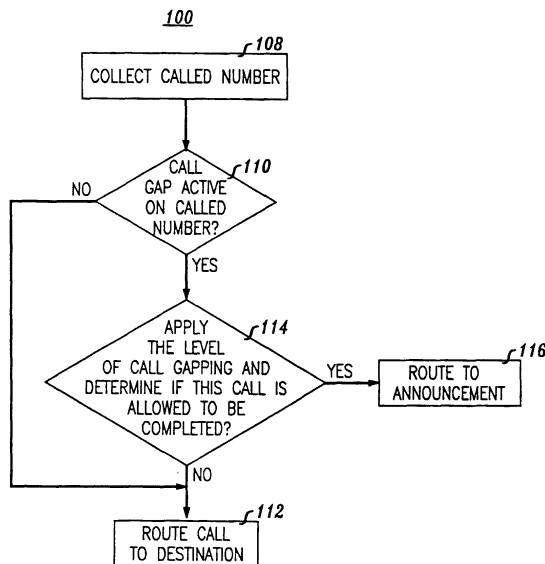 100
108
COLLECT CALLED NUMBER
110
CALL
GAP ACTIVE
ON CALLED
NUMBER?
NO
YES
114
APPLY
THE LEVEL
OF CALL GAPPING AND
DETERMINE IF THIS CALL IS
ALLOWED TO BE
COMPLETED?
YES
116
ROUTE TO
ANNOUNCEMENT
NO
112
ROUTE CALL
TO DESTINATION